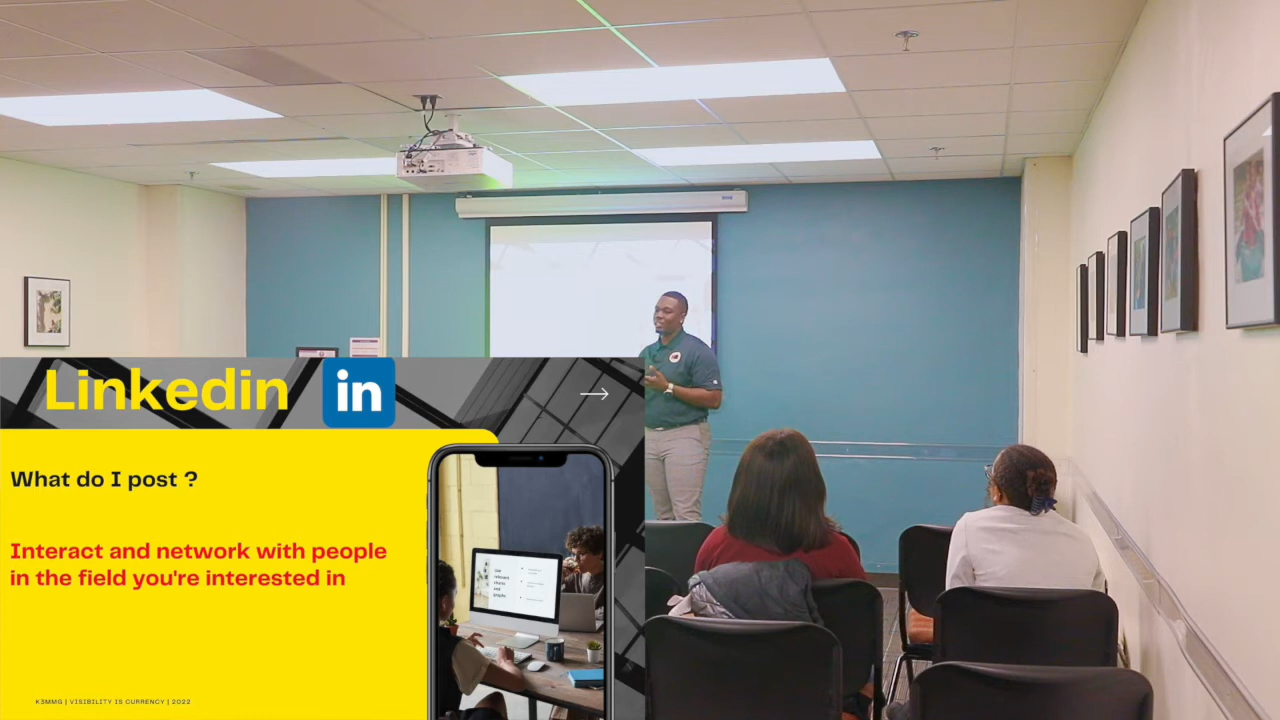 Linkedin in
What do I post ?
Interact and network with people
in the field you're interested in
K3MMG | VISIBILITY IS CURRENCY | 2022